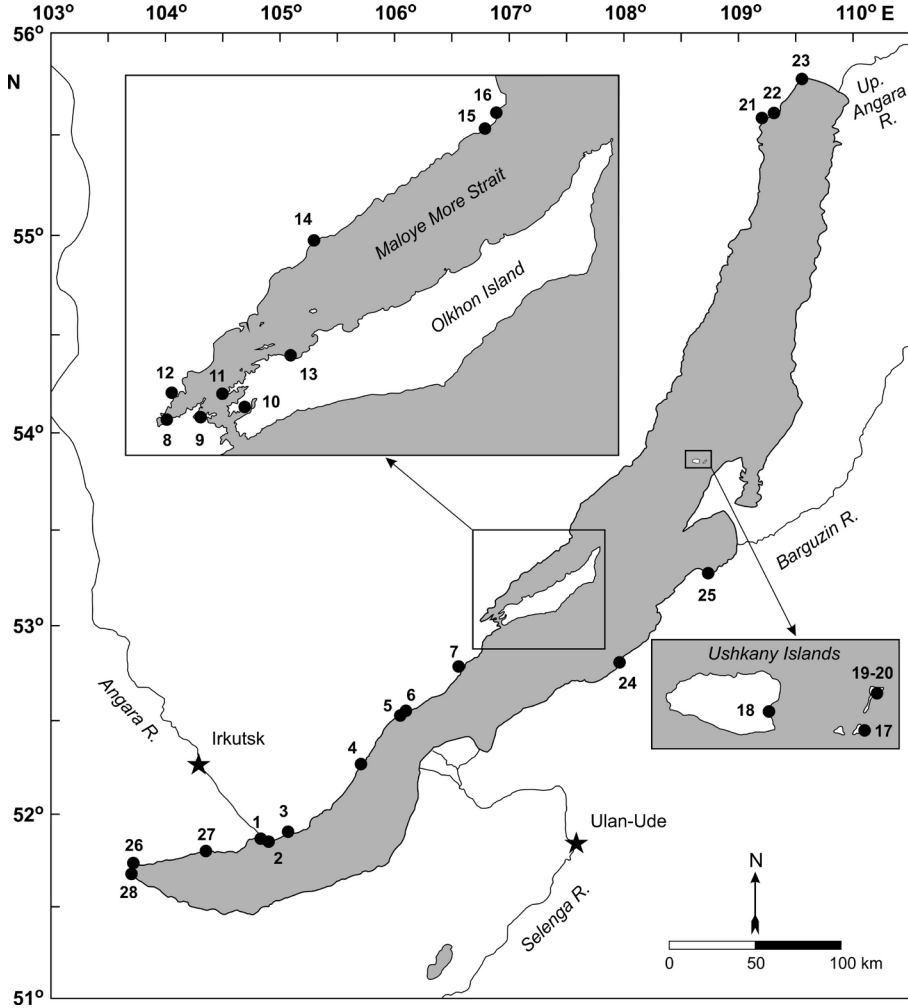 103 104 105 106 107 108 109 110° E
56°
N
55°
54°
53°
52°
51°
23
22
21
Up.
Angara
R.
16
15
14
Maloye More Strait
Olkhon Island
13
12
11
10
9
8
Barguzin R.
25
24
7
6
5
4
Ushkany Islands
19-20
18
17
Angara R.
Irkutsk
3
1
2
27
26
28
Ulan-Ude
Selenga R.
N
0 50 100 km